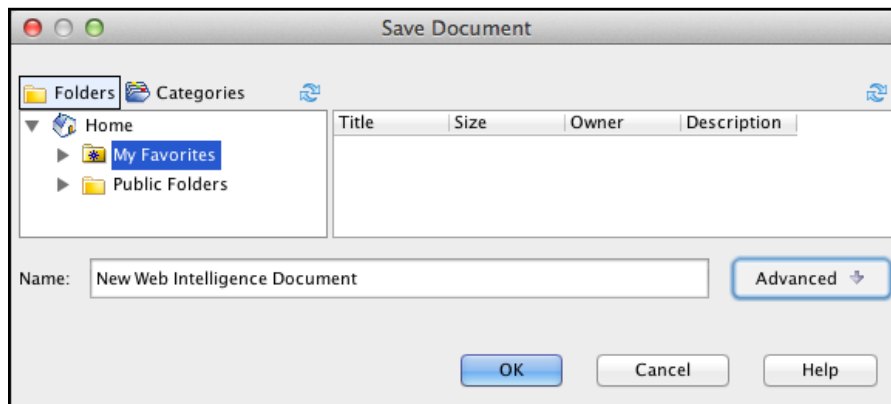 Save Document
Folders Categories
Title Size Owner Description
Home
My Favorites
Public Folders
Name: New Web Intelligence Document Advanced
OK Cancel Help